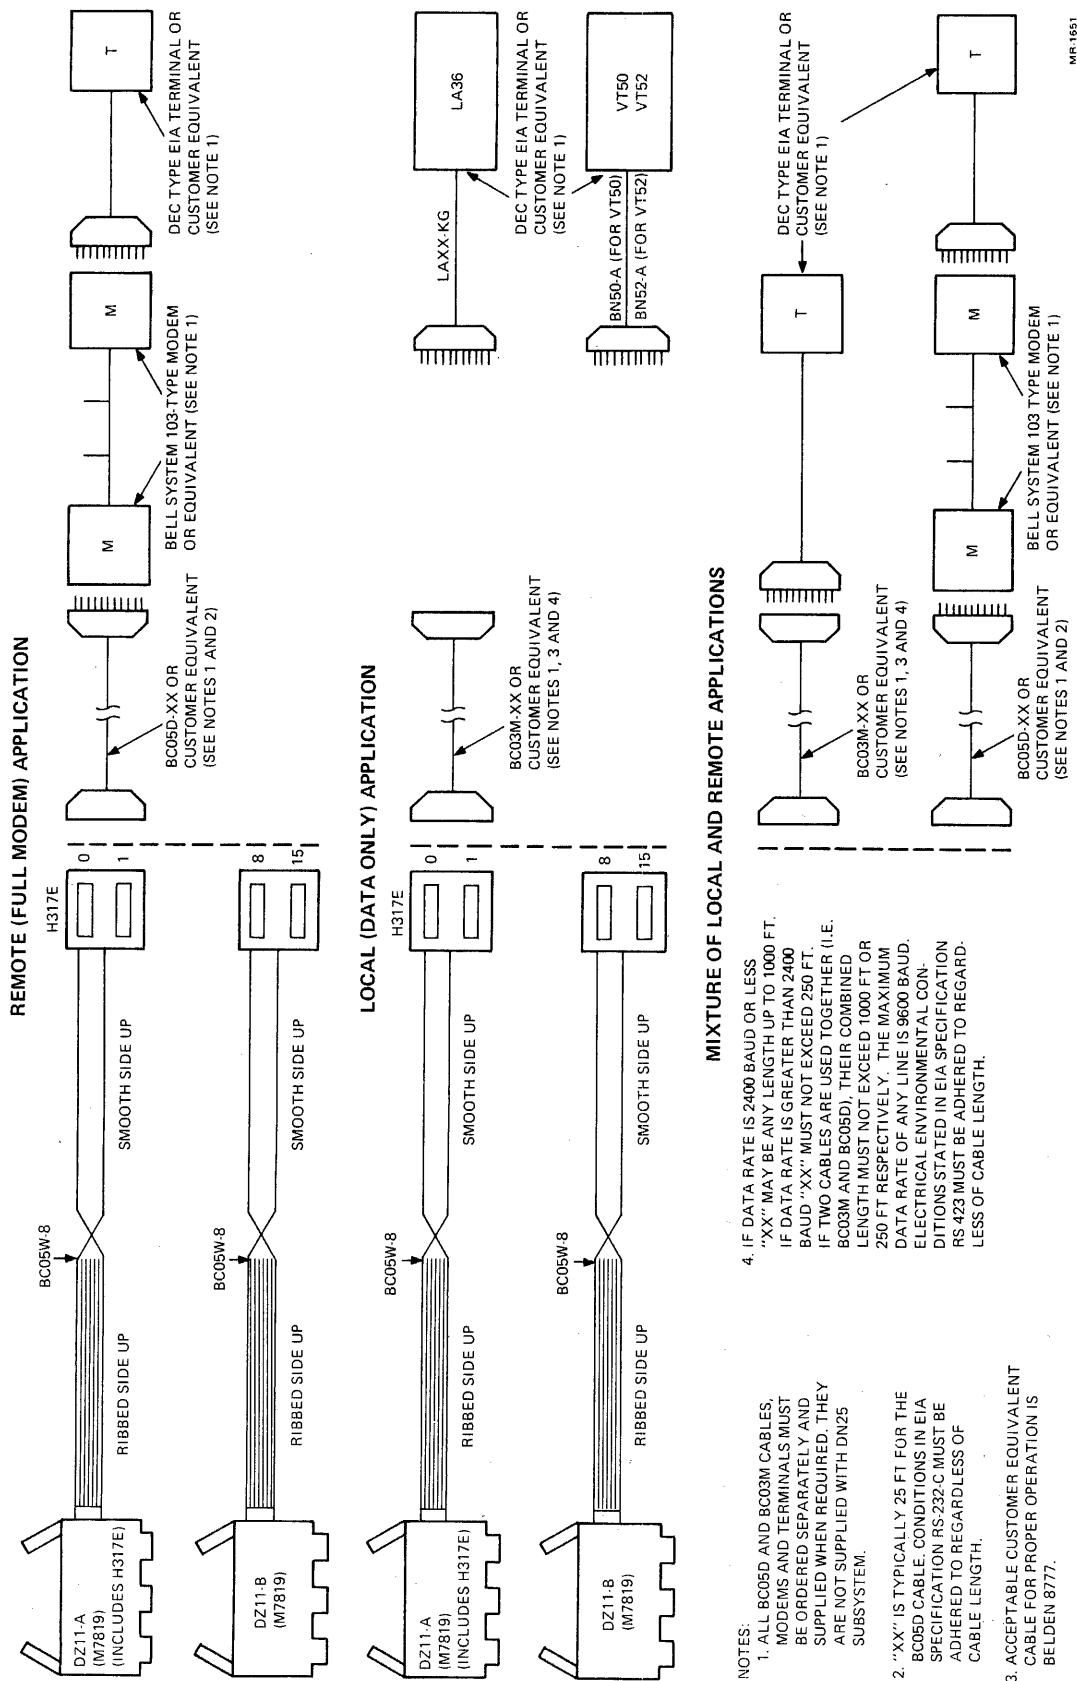 REMOTE (FULL MODEM) APPLICATION
DZ11-A
(M7819)
(INCLUDES H317E)
RIBBED SIDE UP
BC05W-8
SMOOTH SIDE UP
H317E
0
1
BC05D-XX OR
CUSTOMER EQUIVALENT
(SEE NOTES 1 AND 2)
M
BELL SYSTEM 103-TYPE MODEM
OR EQUIVALENT (SEE NOTE 1)
M
DEC TYPE EIA TERMINAL OR
CUSTOMER EQUIVALENT
(SEE NOTE 1)
T
DZ11-B
(M7819)
RIBBED SIDE UP
BC05W-8
SMOOTH SIDE UP
8
15
LOCAL (DATA ONLY) APPLICATION
DZ11-A
(M7819)
(INCLUDES H317E)
RIBBED SIDE UP
BC05W-8
SMOOTH SIDE UP
H317E
0
1
BC03M-XX OR
CUSTOMER EQUIVALENT
(SEE NOTES 1, 3 AND 4)
LAXX-KG
LA36
DEC TYPE EIA TERMINAL OR
CUSTOMER EQUIVALENT
(SEE NOTE 1)
DZ11-B
(M7819)
RIBBED SIDE UP
BC05W-8
SMOOTH SIDE UP
8
15
BN50-A (FOR VT50)
BN52-A (FOR VT52)
VT50
VT52
MIXTURE OF LOCAL AND REMOTE APPLICATIONS
BC03M-XX OR
CUSTOMER EQUIVALENT
(SEE NOTES 1, 3 AND 4)
T
DEC TYPE EIA TERMINAL OR
CUSTOMER EQUIVALENT
(SEE NOTE 1)
BC05D-XX OR
CUSTOMER EQUIVALENT
(SEE NOTES 1 AND 2)
M
BELL SYSTEM 103 TYPE MODEM
OR EQUIVALENT (SEE NOTE 1)
M
T
NOTES:
1. ALL BC05D AND BC03M CABLES,
MODEMS AND TERMINALS MUST
BE ORDERED SEPARATELY AND
SUPPLIED WHEN REQUIRED. THEY
ARE NOT SUPPLIED WITH DN25
SUBSYSTEM.
2. "XX" IS TYPICALLY 25 FT FOR THE
BC05D CABLE. CONDITIONS IN EIA
SPECIFICATION RS-232-C MUST BE
ADHERED TO REGARDLESS OF
CABLE LENGTH.
3. ACCEPTABLE CUSTOMER EQUIVALENT
CABLE FOR PROPER OPERATION IS
BELDEN 8777.
4. IF DATA RATE IS 2400 BAUD OR LESS
"XX" MAY BE ANY LENGTH UP TO 1000 FT.
IF DATA RATE IS GREATER THAN 2400
BAUD "XX" MUST NOT EXCEED 250 FT.
IF TWO CABLES ARE USED TOGETHER (I.E.
BC03M AND BC05D), THEIR COMBINED
LENGTH MUST NOT EXCEED 1000 FT OR
250 FT RESPECTIVELY. THE MAXIMUM
DATA RATE OF ANY LINE IS 9600 BAUD.
ELECTRICAL ENVIRONMENTAL CON-
DITIONS STATED IN EIA SPECIFICATION
RS 423 MUST BE ADHERED TO REGARD-
LESS OF CABLE LENGTH.
MR-1651